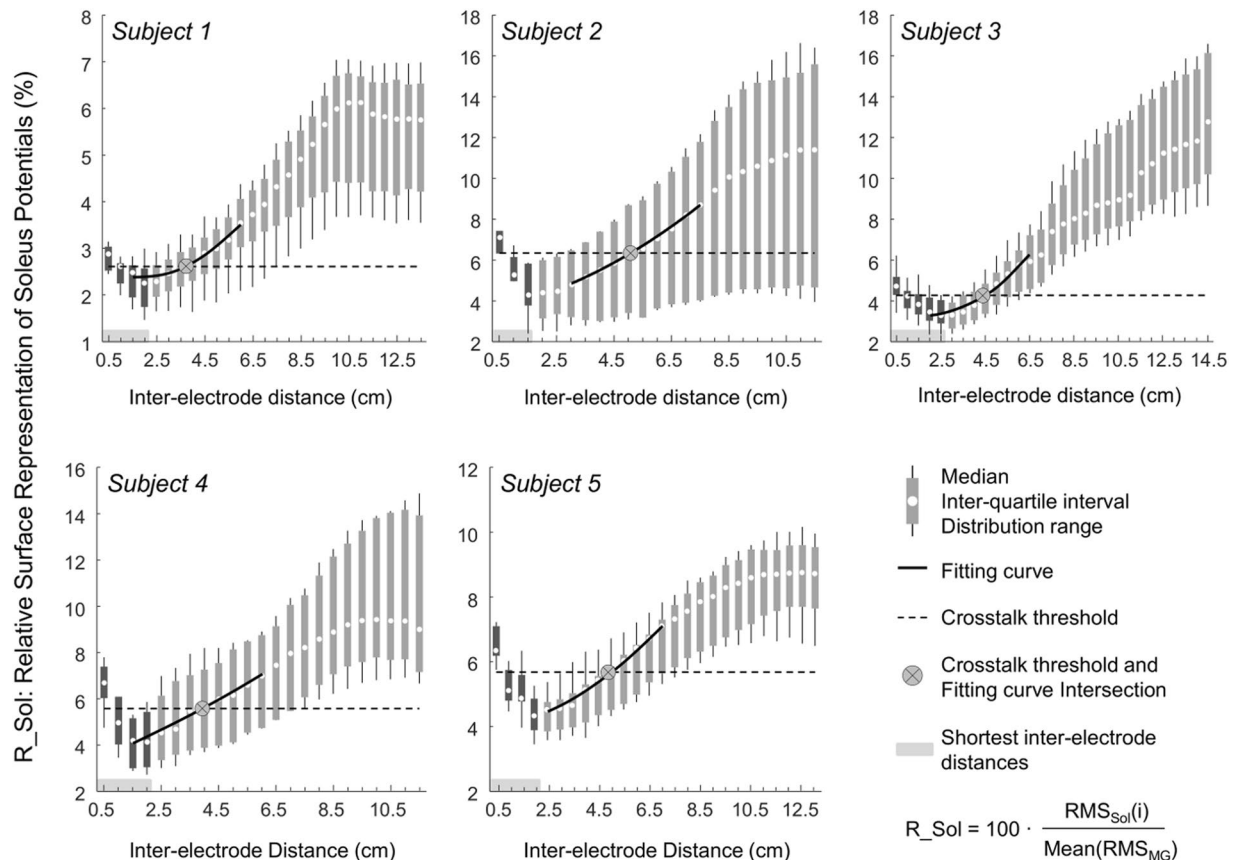 R_Sol: Relative Surface Representation of Soleus Potentials (%)
Subject 1
8
7
6
5
4
3
2
1
0.5 2.5 4.5 6.5 8.5 10.5 12.5
Inter-electrode distance (cm)
Subject 2
18
16
14
12
10
8
6
4
2
0.5 2.5 4.5 6.5 8.5 10.5
Inter-electrode distance (cm)
Subject 3
18
16
14
12
10
8
6
4
2
0.5 2.5 4.5 6.5 8.5 10.5 12.5 14.5
Inter-electrode distance (cm)
Subject 4
16
14
12
10
8
6
4
2
0.5 2.5 4.5 6.5 8.5 10.5
Inter-electrode Distance (cm)
Subject 5
12
10
8
6
4
2
0.5 2.5 4.5 6.5 8.5 10.5 12.5
Inter-electrode Distance (cm)
Median
Inter-quartile interval
Distribution range
Fitting curve
Crosstalk threshold
Crosstalk threshold and
Fitting curve Intersection
Shortest inter-electrode
distances
R_Sol = 100 · RMS_Sol(i) / Mean(RMS_MG)